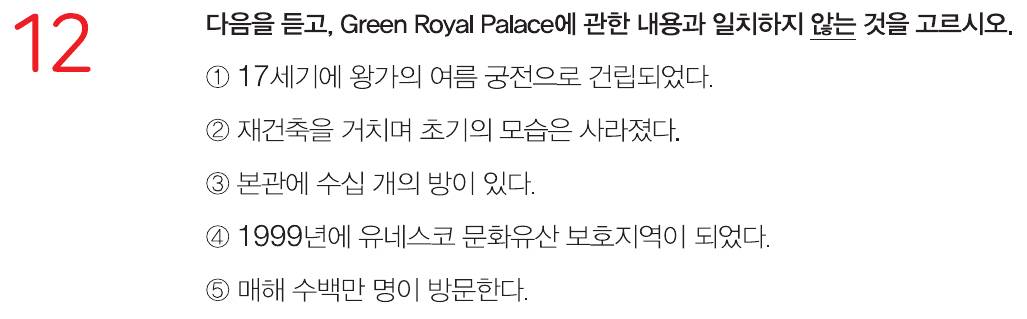 12
다음을 듣고, Green Royal Palace에 관한 내용과 일치하지 않는 것을 고르시오.
① 17세기에 왕가의 여름 궁전으로 건립되었다.
② 재건축을 거치며 초기의 모습은 사라졌다.
③ 본관에 수십 개의 방이 있다.
④ 1999년에 유네스코 문화유산 보호지역이 되었다.
⑤ 매해 수백만 명이 방문한다.